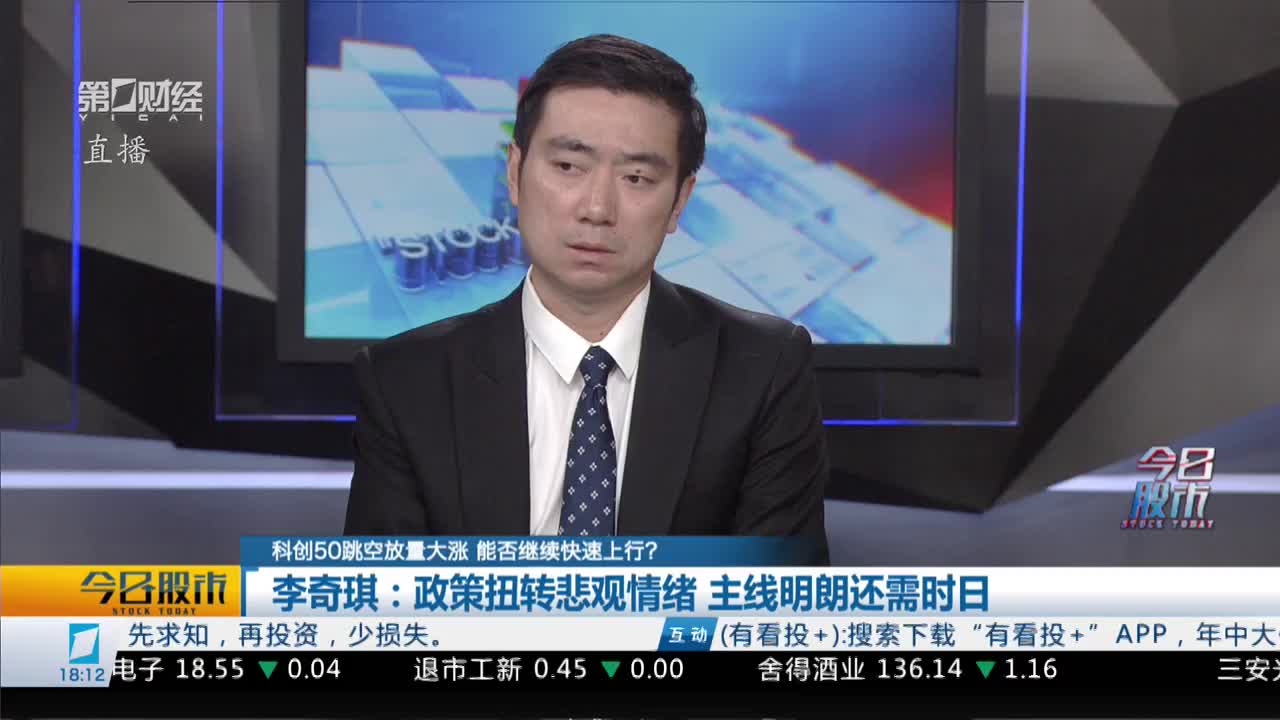 第一财经
YICAI
直播
"STOCK
今日
股市
STOCK TODAY
科创50跳空放量大涨 能否继续快速上行?
今日股市
STOCK TODAY
李奇琪：政策扭转悲观情绪 主线明朗还需时日
先求知，再投资，少损失。
互动
(有看投+):搜索下载“有看投+” APP，年中大
18:12
电子 18.55 ▼ 0.04 退市工新 0.45 ▼ 0.00 舍得酒业 136.14 ▼ 1.16 三安